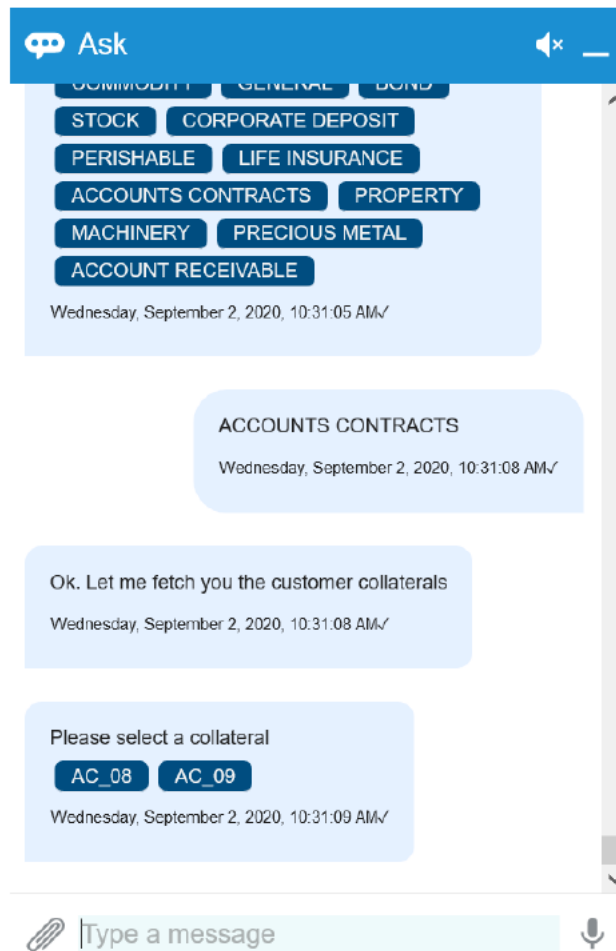 Ask
COMMODITY GENERAL BOND
STOCK CORPORATE DEPOSIT
PERISHABLE LIFE INSURANCE
ACCOUNTS CONTRACTS PROPERTY
MACHINERY PRECIOUS METAL
ACCOUNT RECEIVABLE
Wednesday, September 2, 2020, 10:31:05 AM✓
ACCOUNTS CONTRACTS
Wednesday, September 2, 2020, 10:31:08 AM✓
Ok. Let me fetch you the customer collaterals
Wednesday, September 2, 2020, 10:31:08 AM✓
Please select a collateral
AC_08 AC_09
Wednesday, September 2, 2020, 10:31:09 AM✓
Type a message